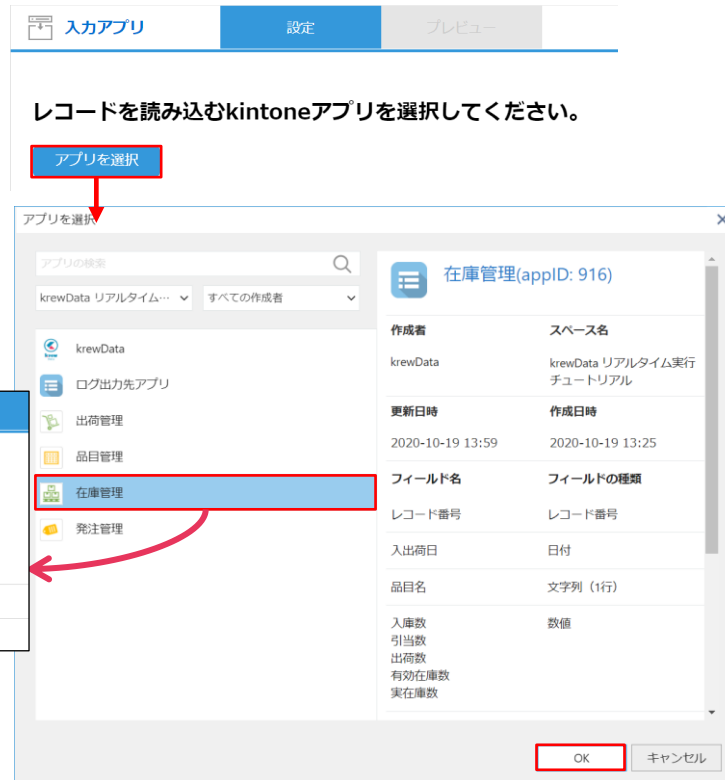 入力アプリ
設定
プレビュー
レコードを読み込むkintoneアプリを選択してください。
アプリを選択
アプリを選択
アプリの検索
krewData リアルタイム… すべての作成者
krewData
ログ出力先アプリ
出荷管理
品目管理
在庫管理
発注管理
在庫管理(appID: 916)
作成者 スペース名
krewData krewData リアルタイム実行
チュートリアル
更新日時 作成日時
2020-10-19 13:59 2020-10-19 13:25
フィールド名 フィールドの種類
レコード番号 レコード番号
入出荷日 日付
品目名 文字列（1行）
入庫数 数値
引当数
出荷数
有効在庫数
実在庫数
OK キャンセル